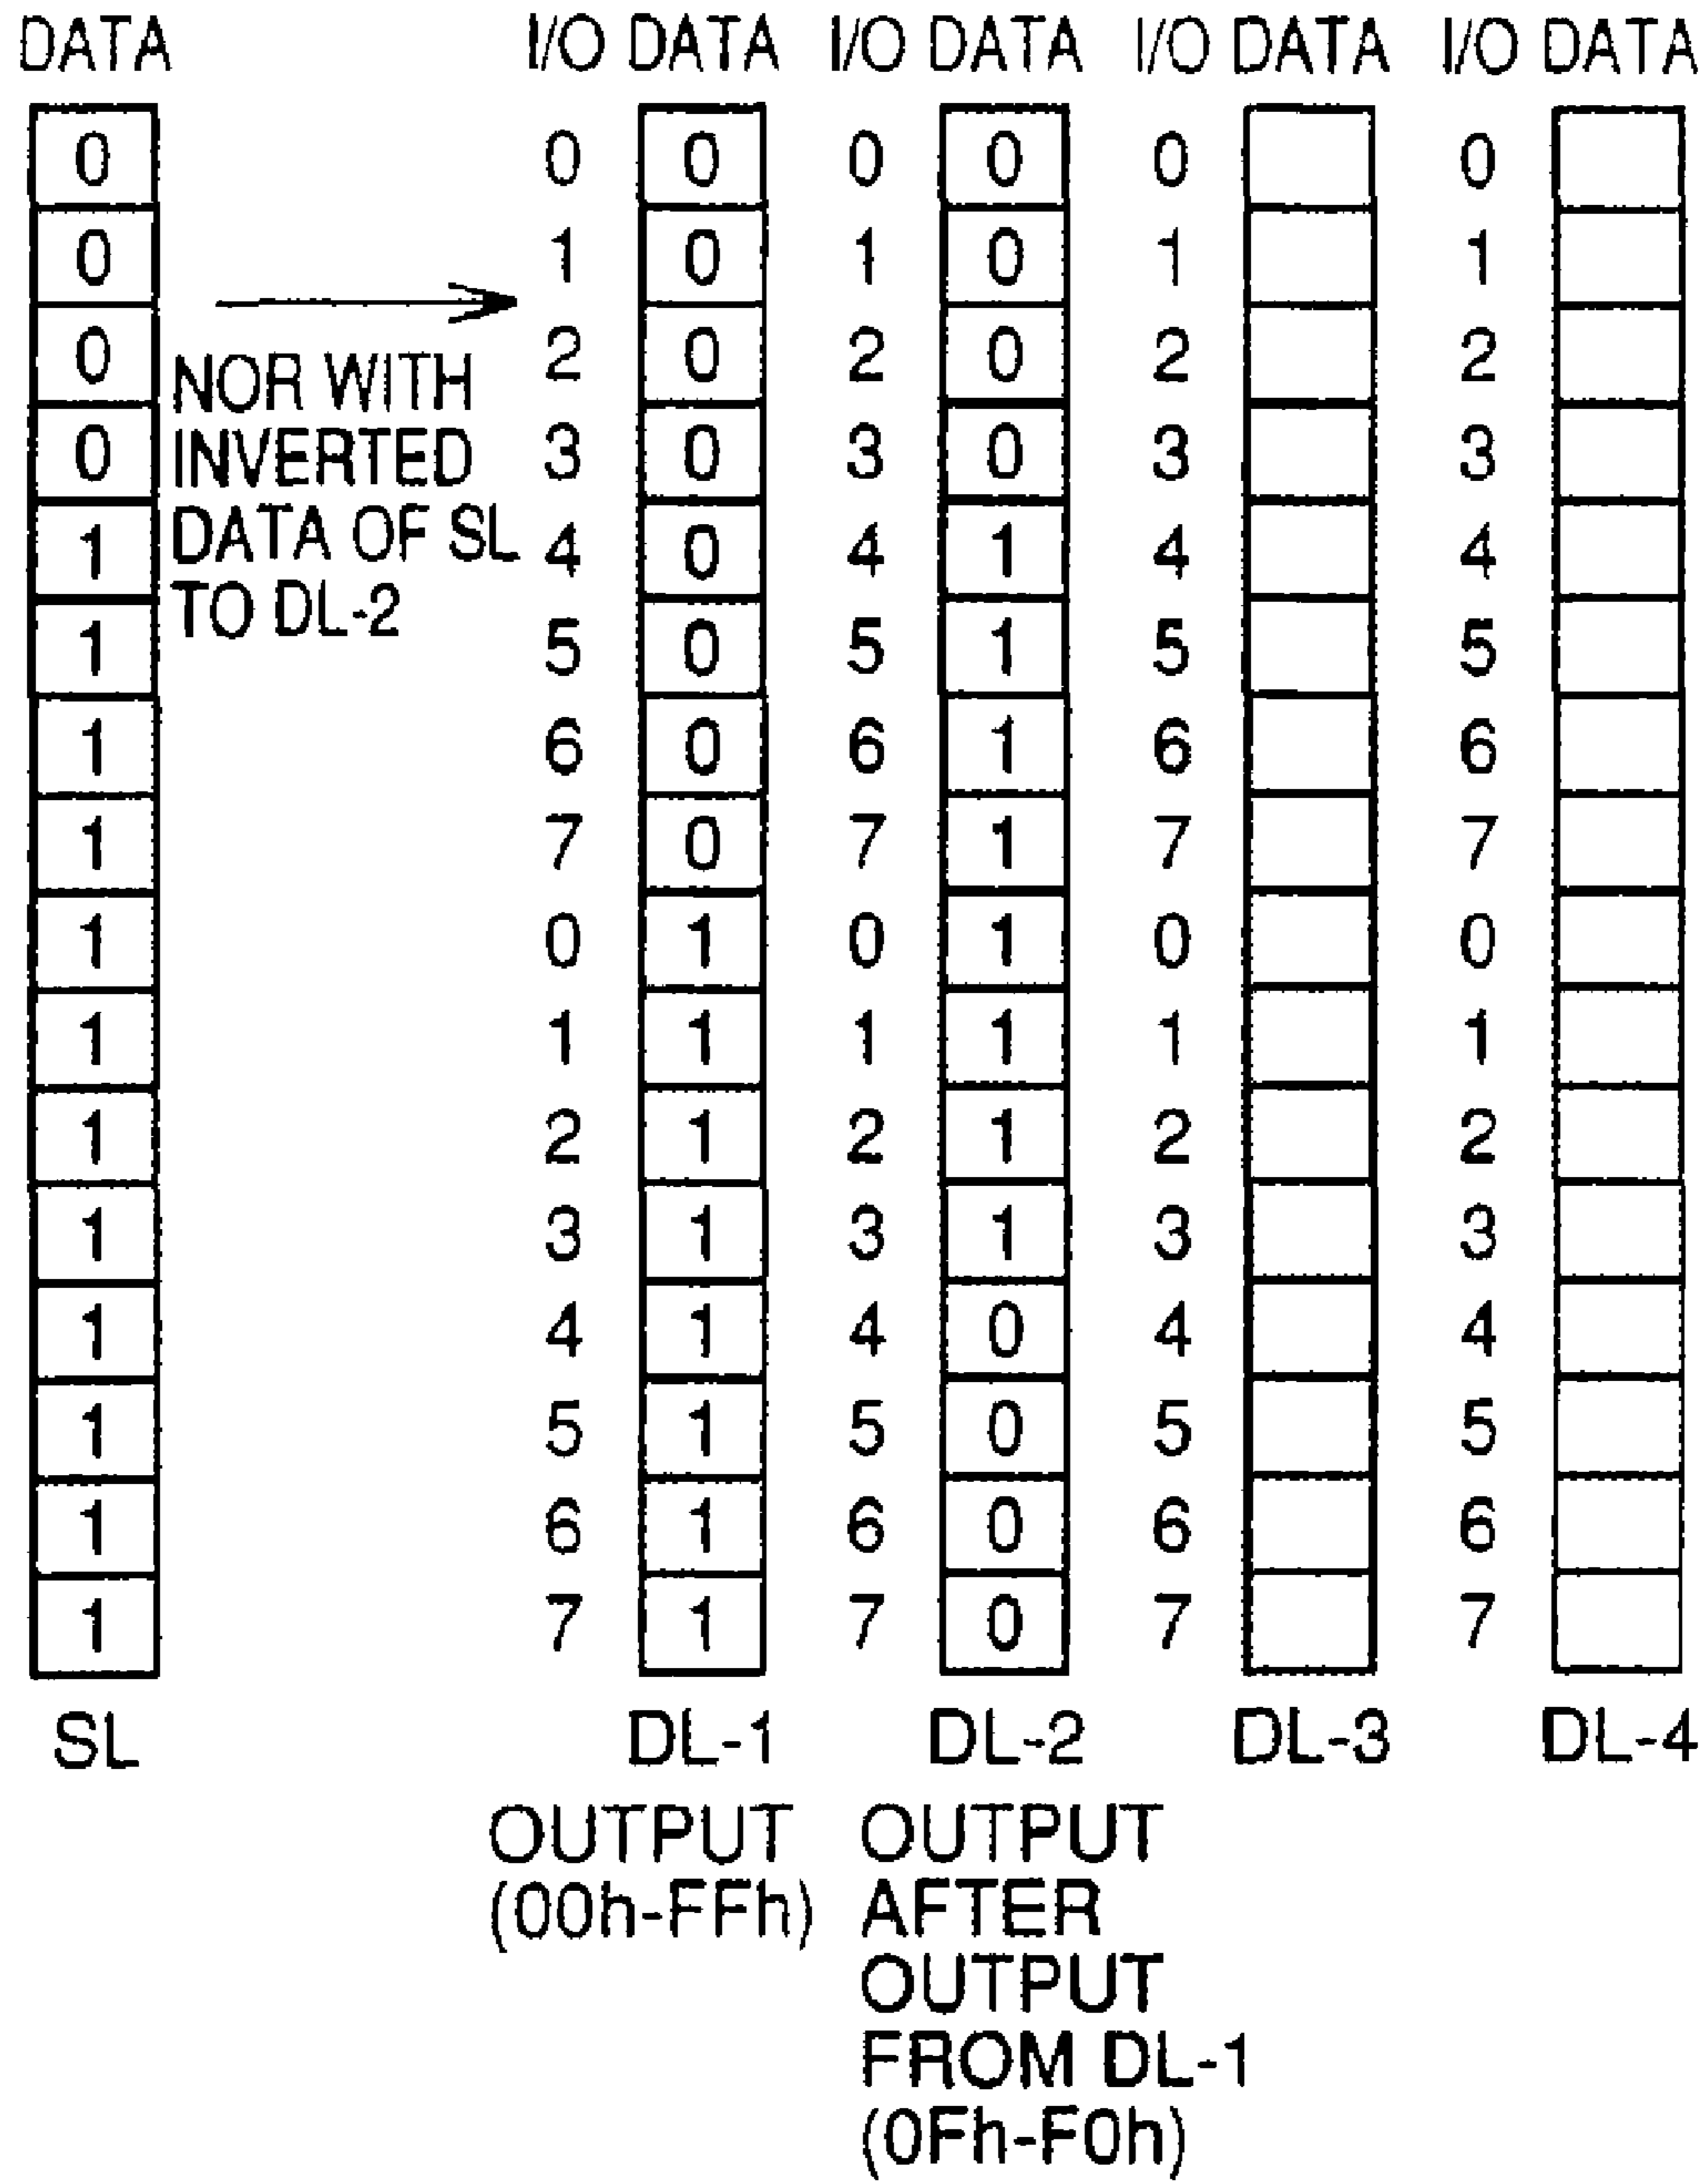 DATA I/O DATA I/O DATA I/O DATA I/O DATA
0 0 0 0 0 0 0
0 1 0 1 0 1 1
0 2 0 2 0 2 2
0 3 0 3 0 3 3
1 4 0 4 1 4 4
1 5 0 5 1 5 5
1 6 0 6 1 6 6
1 7 0 7 1 7 7
1 0 1 0 1 0 0
1 1 1 1 1 1 1
1 2 1 2 1 2 2
1 3 1 3 1 3 3
1 4 1 4 0 4 4
1 5 1 5 0 5 5
1 6 1 6 0 6 6
1 7 1 7 0 7 7
NOR WITH
INVERTED
DATA OF SL
TO DL-2
SL DL-1 DL-2 DL-3 DL-4
OUTPUT
(00h-FFh)
OUTPUT
AFTER
OUTPUT
FROM DL-1
(0Fh-F0h)